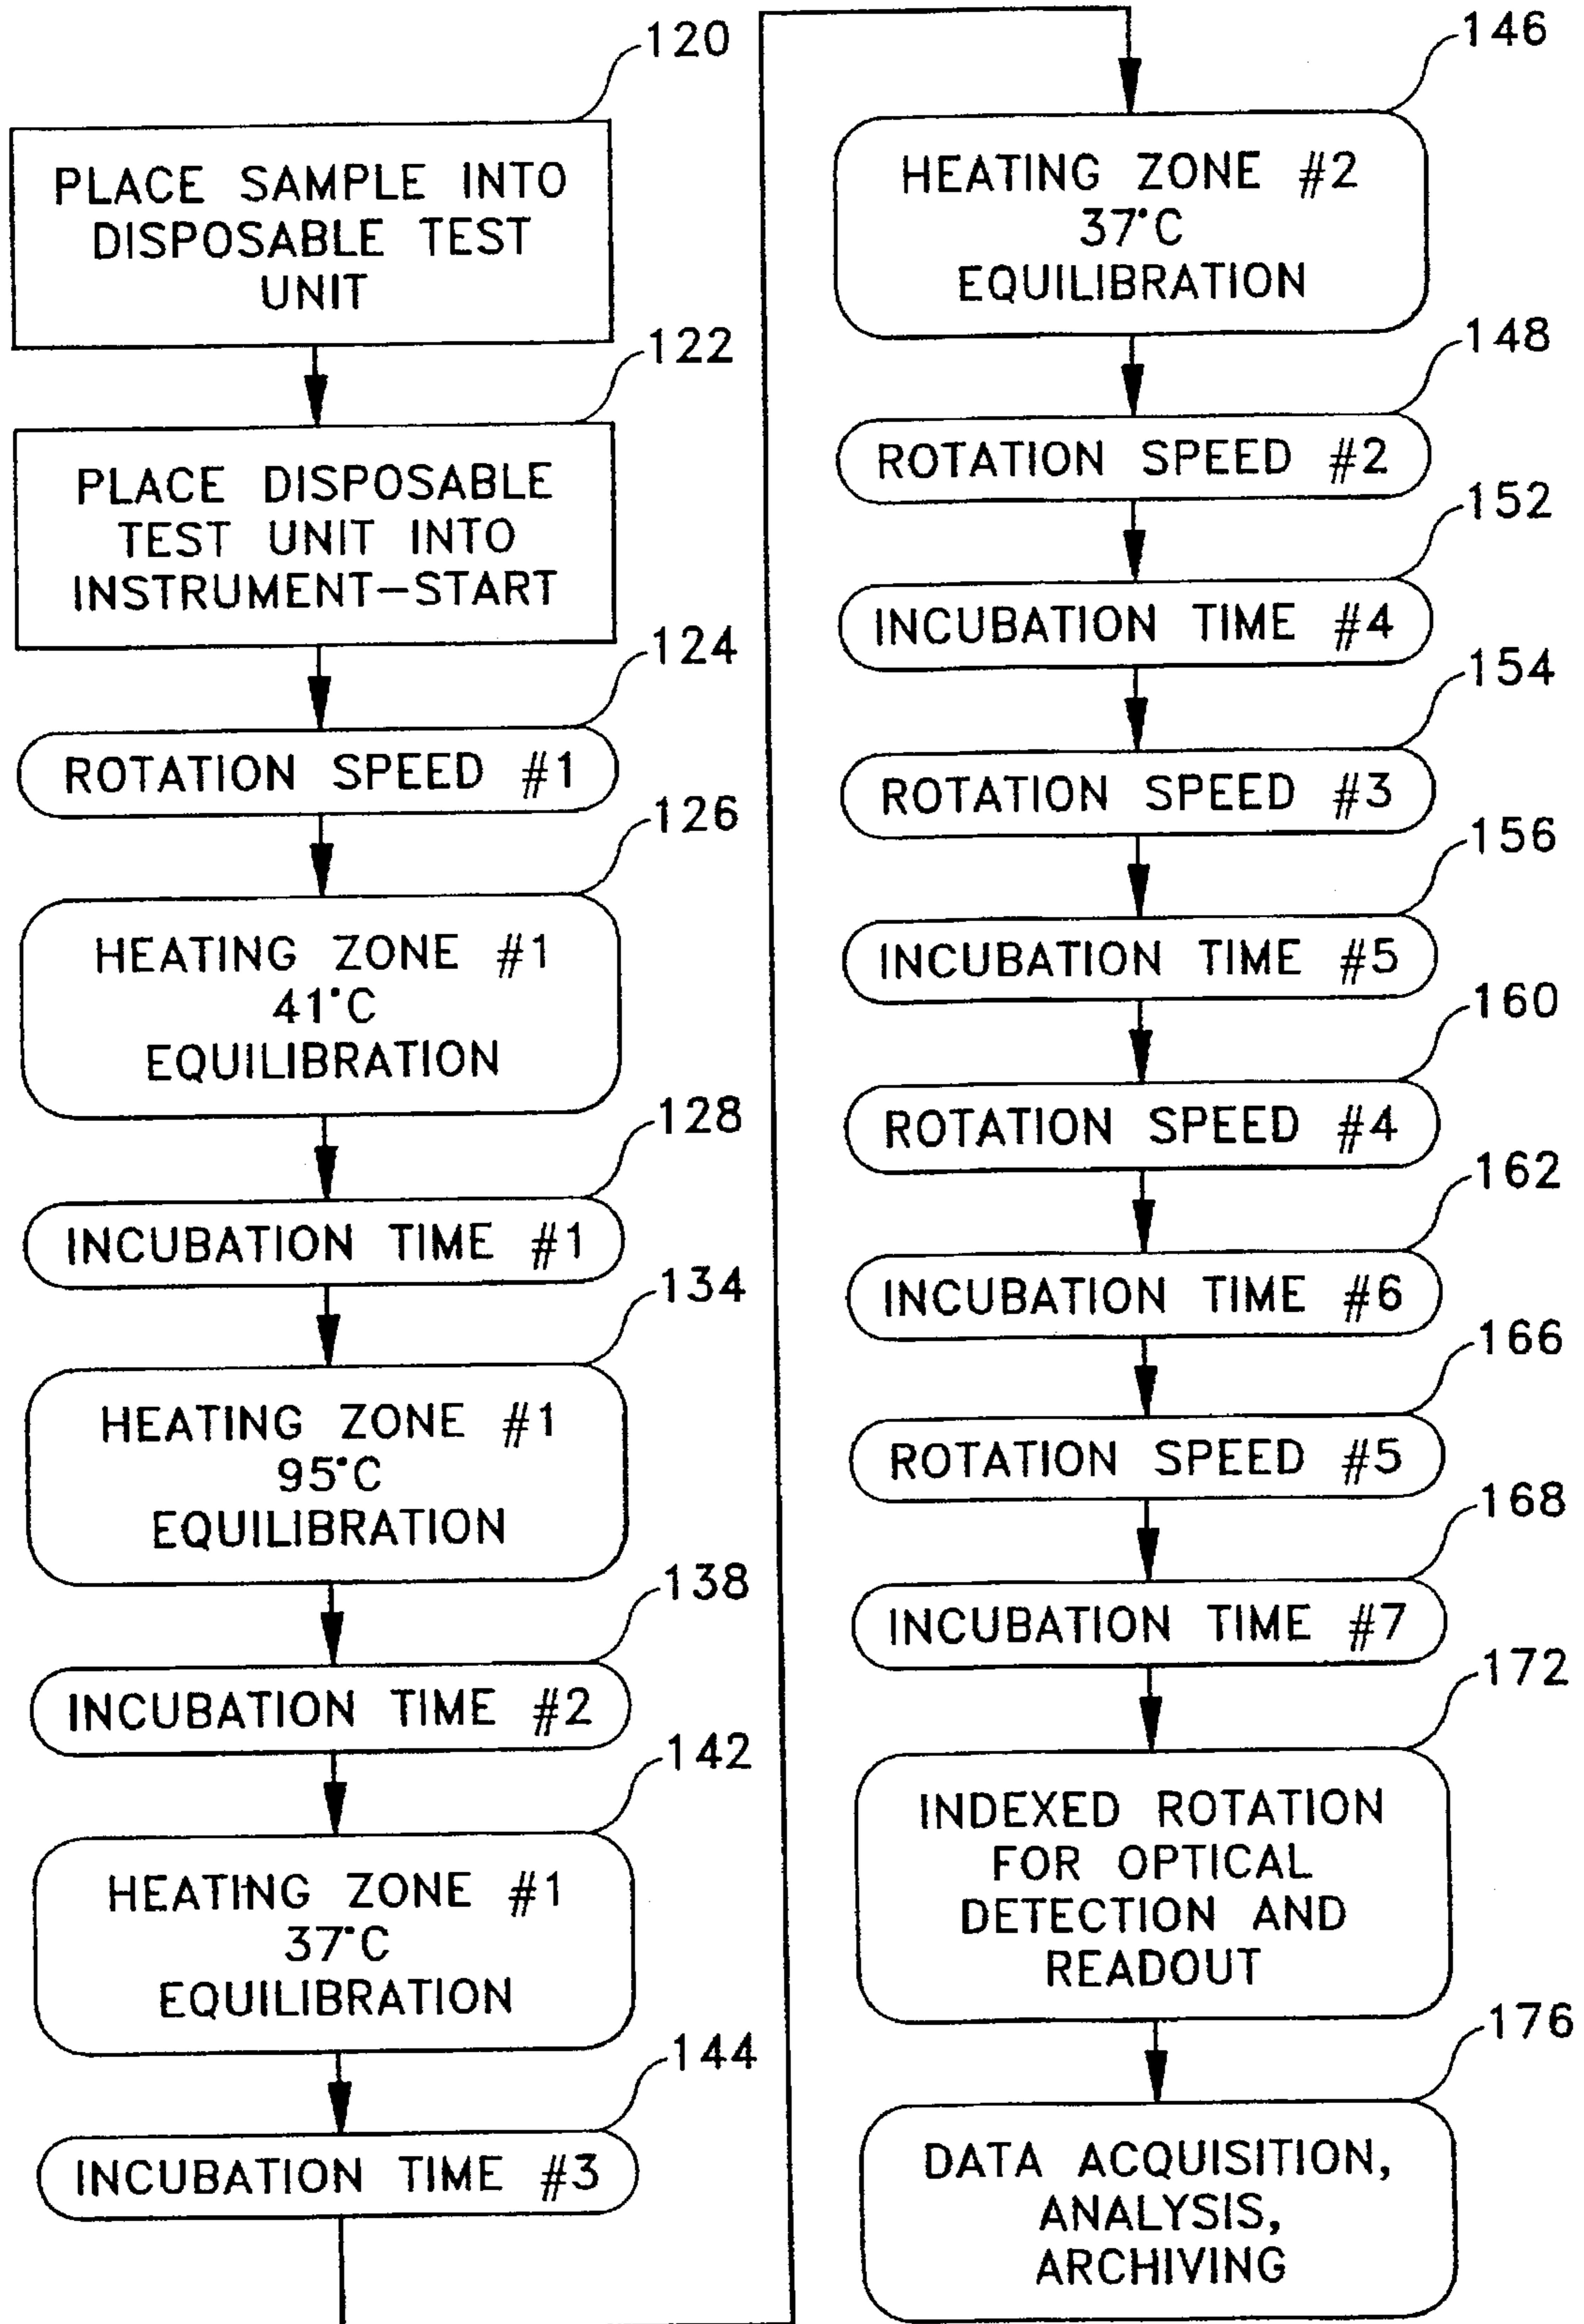 120
PLACE SAMPLE INTO
DISPOSABLE TEST
UNIT
122
PLACE DISPOSABLE
TEST UNIT INTO
INSTRUMENT-START
124
ROTATION SPEED #1
126
HEATING ZONE #1
41°C
EQUILIBRATION
128
INCUBATION TIME #1
134
HEATING ZONE #1
95°C
EQUILIBRATION
138
INCUBATION TIME #2
142
HEATING ZONE #1
37°C
EQUILIBRATION
144
INCUBATION TIME #3
146
HEATING ZONE #2
37°C
EQUILIBRATION
148
ROTATION SPEED #2
152
INCUBATION TIME #4
154
ROTATION SPEED #3
156
INCUBATION TIME #5
160
ROTATION SPEED #4
162
INCUBATION TIME #6
166
ROTATION SPEED #5
168
INCUBATION TIME #7
172
INDEXED ROTATION
FOR OPTICAL
DETECTION AND
READOUT
176
DATA ACQUISITION,
ANALYSIS,
ARCHIVING